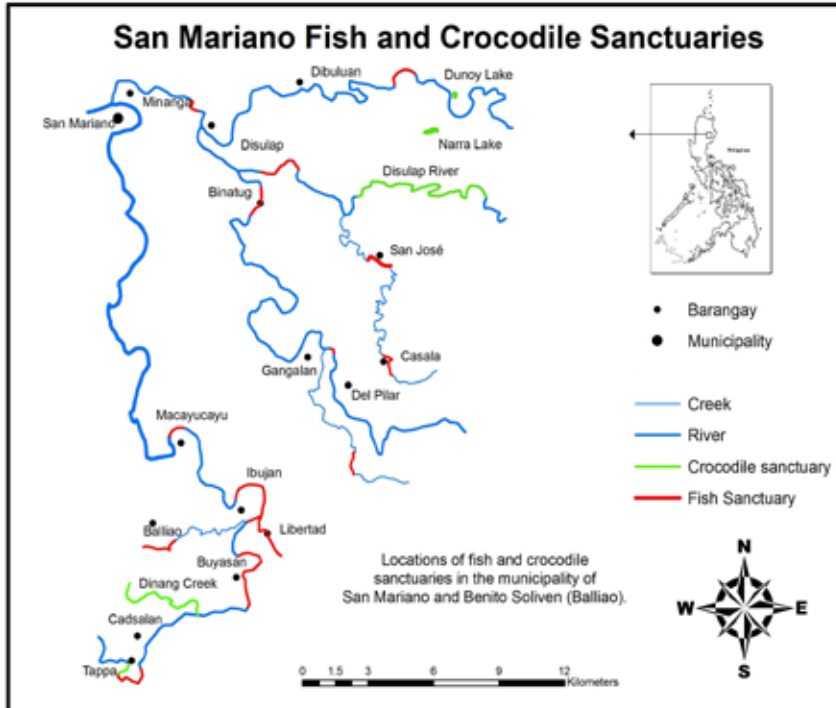 San Mariano Fish and Crocodile Sanctuaries
Dibuluan
Dunoy Lake
Minanga
San Mariano
Disulap
Narra Lake
Philippines
Disulap River
Binatug
San José
Barangay
Municipality
Gangalan
Casala
Del Pilar
Creek
River
Crocodile sanctuary
Fish Sanctuary
Macayucayu
Ibujan
Balliao
Libertad
Buyasan
Dinang Creek
Cadsalan
Tappa
Locations of fish and crocodile
sanctuaries in the municipality of
San Mariano and Benito Soliven (Balliao).
N
W E
S
0 1.5 3 6 9 12
Kilometers